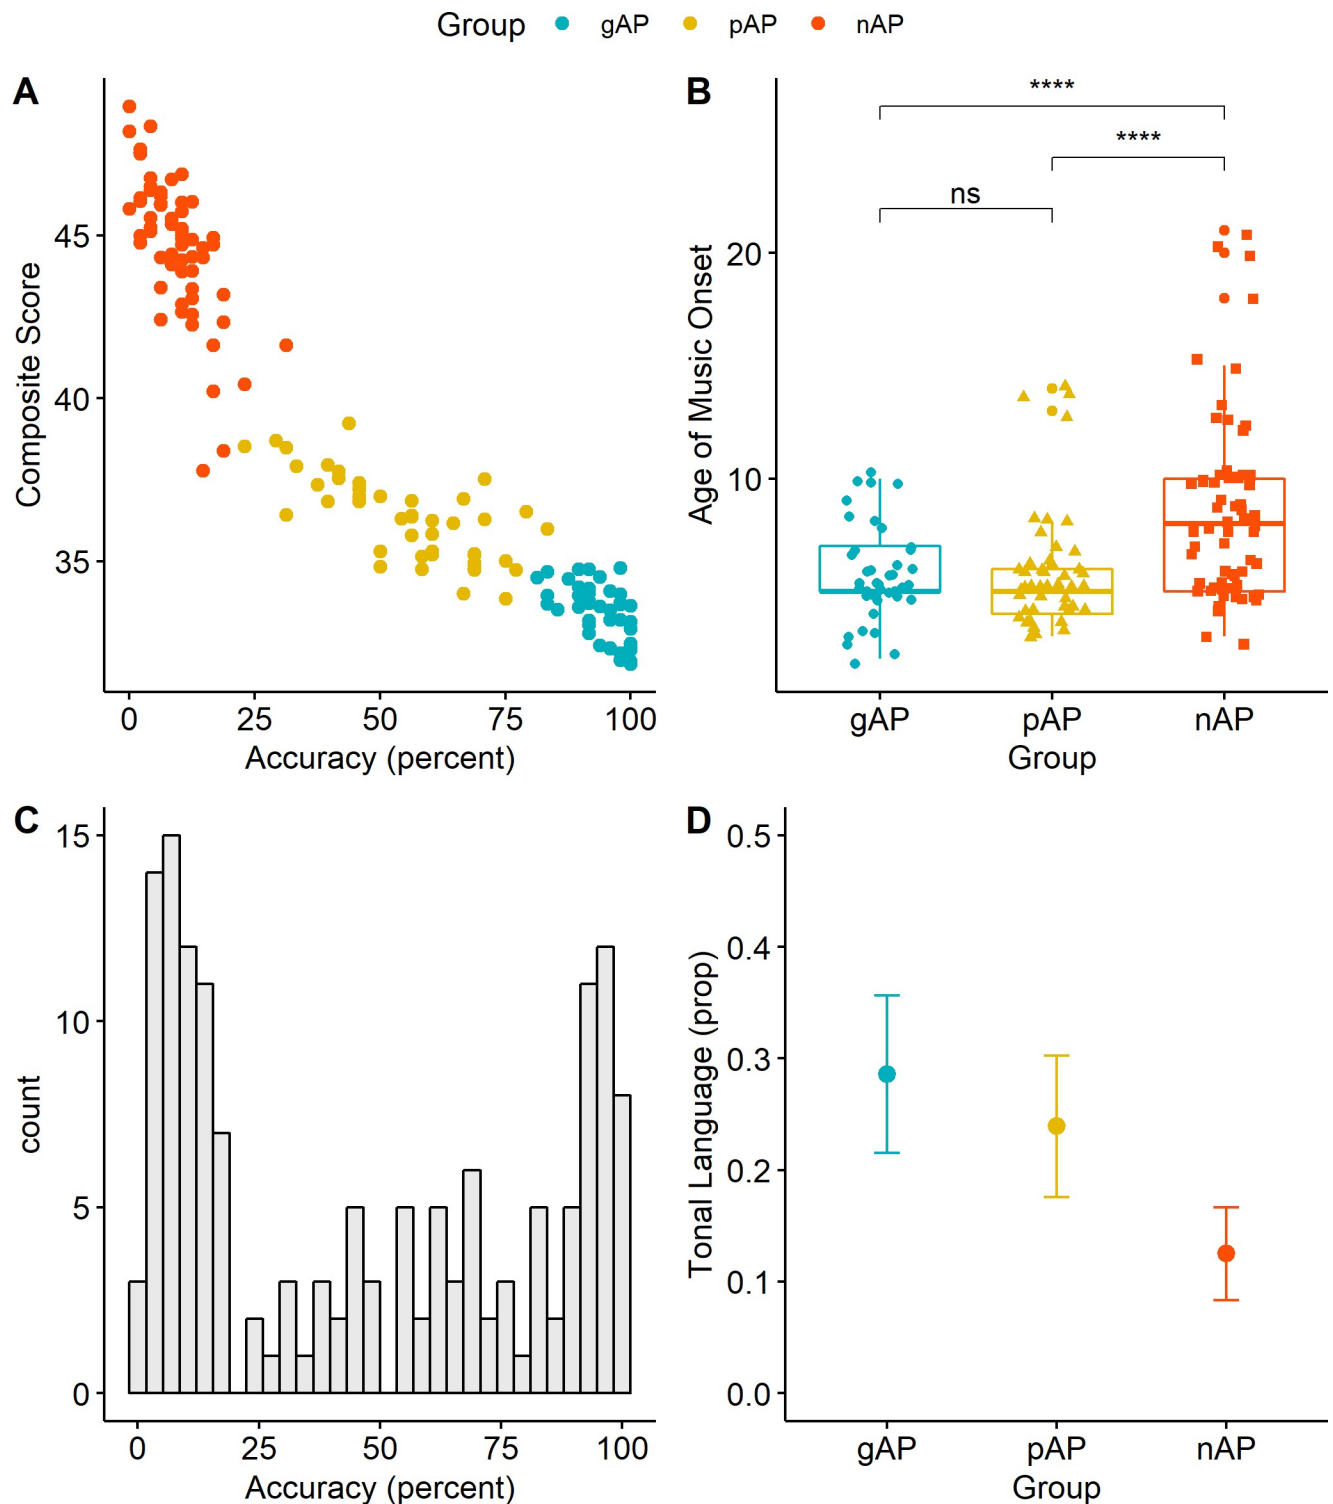 Group gAP pAP nAP
A
Composite Score
45
40
35
0 25 50 75 100
Accuracy (percent)
B
Age of Music Onset
20
10
****
****
ns
gAP pAP nAP
Group
C
count
15
10
5
0
0 25 50 75 100
Accuracy (percent)
D
Tonal Language (prop)
0.5
0.4
0.3
0.2
0.1
0.0
gAP pAP nAP
Group